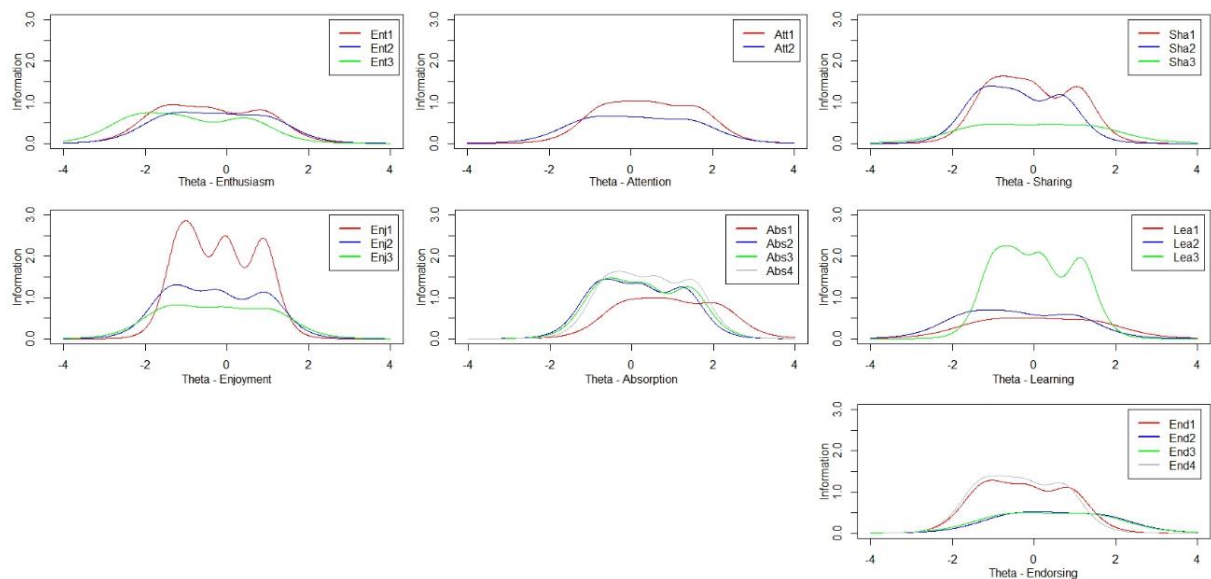 Information
3.0
2.0
1.0
0.0
Ent1
Ent2
Ent3
-4
-2
0
2
4
Theta - Enthusiasm
Information
3.0
2.0
1.0
0.0
Att1
Att2
-4
-2
0
2
4
Theta - Attention
Information
3.0
2.0
1.0
0.0
Sha1
Sha2
Sha3
-4
-2
0
2
4
Theta - Sharing
Information
3.0
2.0
1.0
0.0
Enj1
Enj2
Enj3
-4
-2
0
2
4
Theta - Enjoyment
Information
3.0
2.0
1.0
0.0
Abs1
Abs2
Abs3
Abs4
-4
-2
0
2
4
Theta - Absorption
Information
3.0
2.0
1.0
0.0
Lea1
Lea2
Lea3
-4
-2
0
2
4
Theta - Learning
Information
3.0
2.0
1.0
0.0
End1
End2
End3
End4
-4
-2
0
2
4
Theta - Endorsing